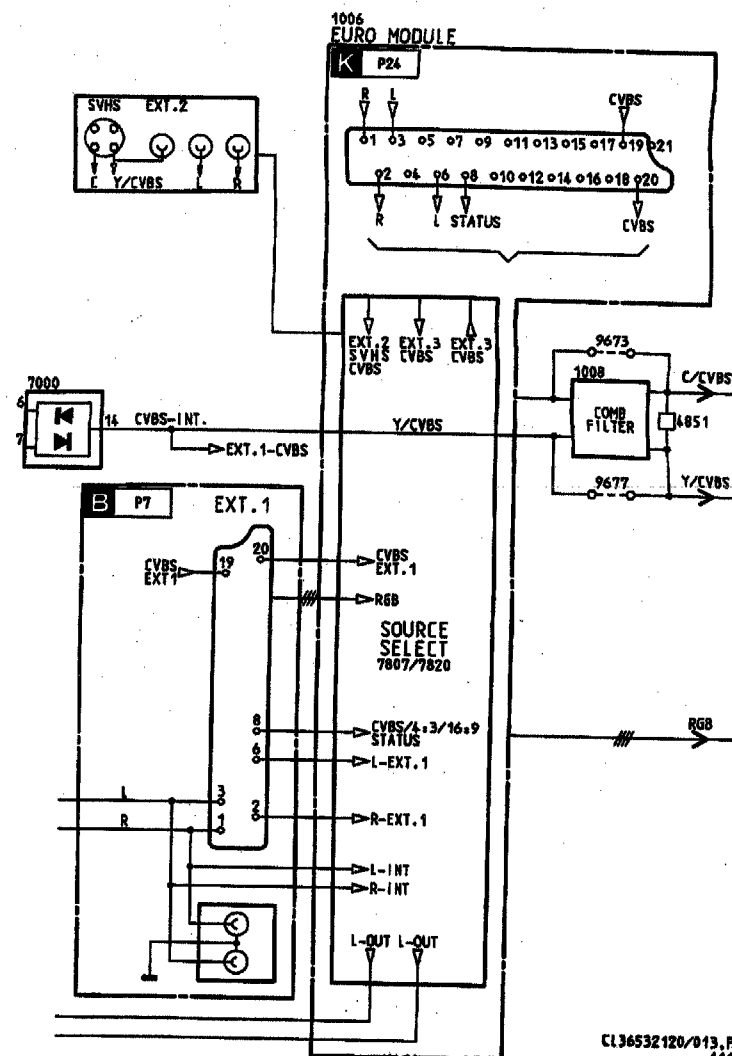 1006
EURO MODULE
K P24
SVHS EXT.2
C Y/CVBS L R
R L CVBS
1 3 5 7 9 11 13 15 17 19 21
2 4 6 8 10 12 14 16 18 20
R L STATUS CVBS
EXT.2 SVHS CVBS
EXT.3 CVBS
EXT.3 CVBS
9673
1008
COMB FILTER
C/CVBS
4851
9677
Y/CVBS
7000
6
7
14 CVBS-INT.
EXT.1-CVBS
Y/CVBS
B P7 EXT.1
CVBS EXT1
19
20
CVBS EXT.1
RGB
SOURCE
SELECT
7807/7820
8
CVBS/4:3/16:9
STATUS
6
L-EXT.1
RGB
L
3
R
1
2
R-EXT.1
L-INT
R-INT
L-OUT L-OUT
CL36532120/013.